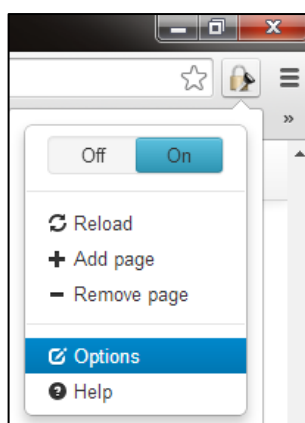 Off On
Reload
Add page
Remove page
Options
Help